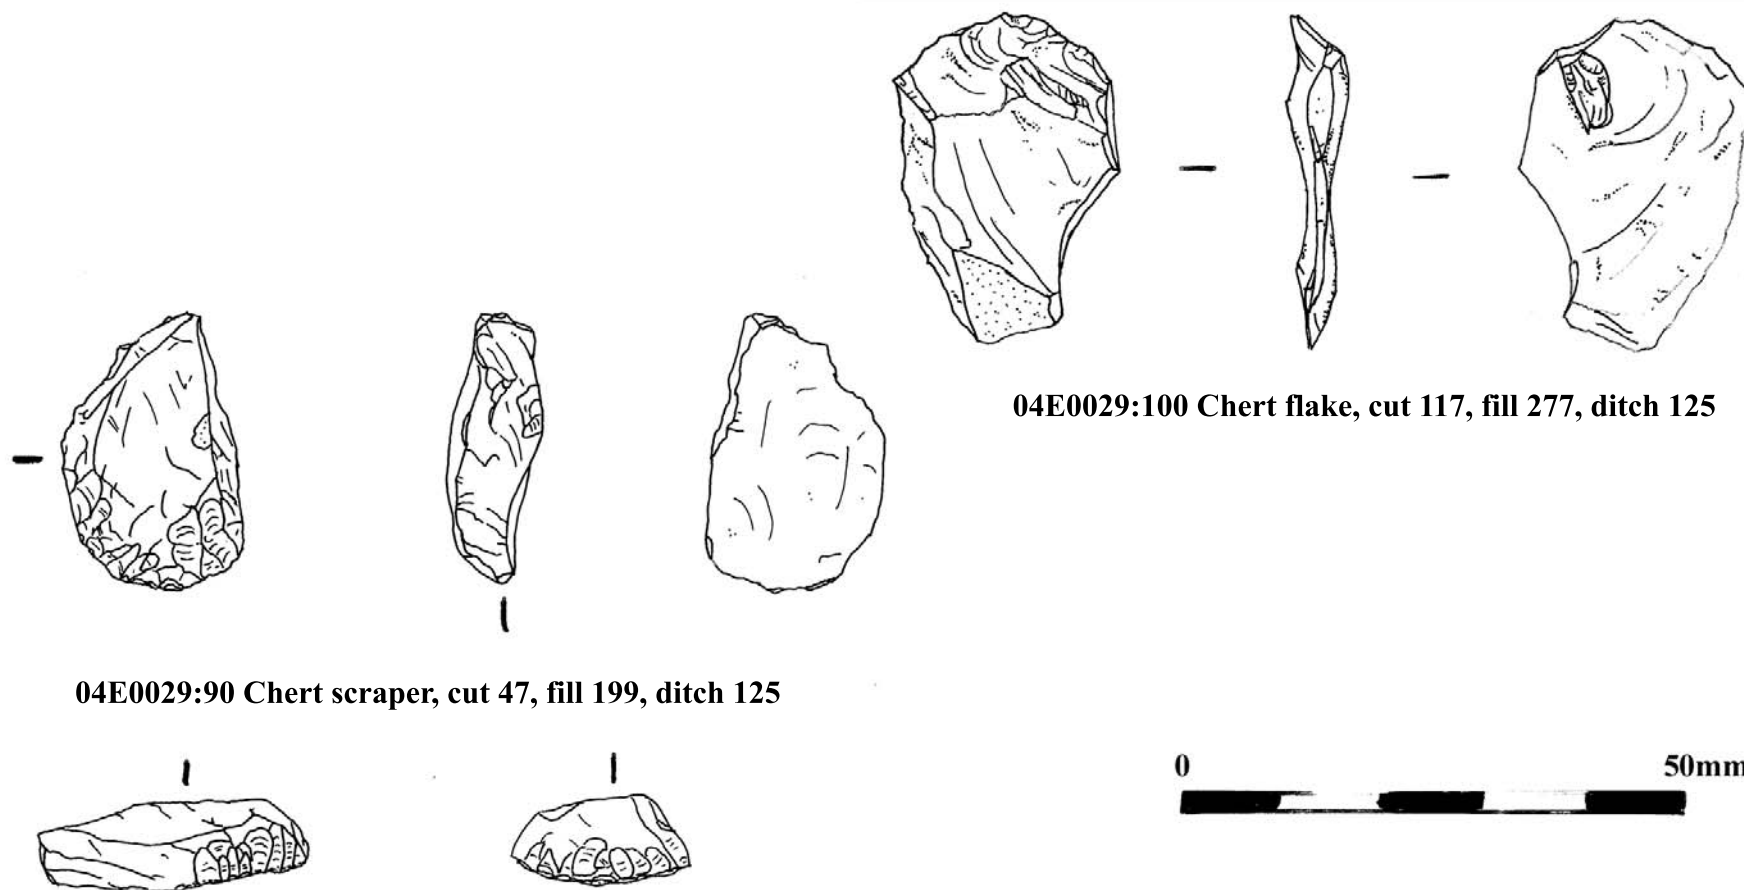 04E0029:100 Chert flake, cut 117, fill 277, ditch 125
04E0029:90 Chert scraper, cut 47, fill 199, ditch 125
0 50mm